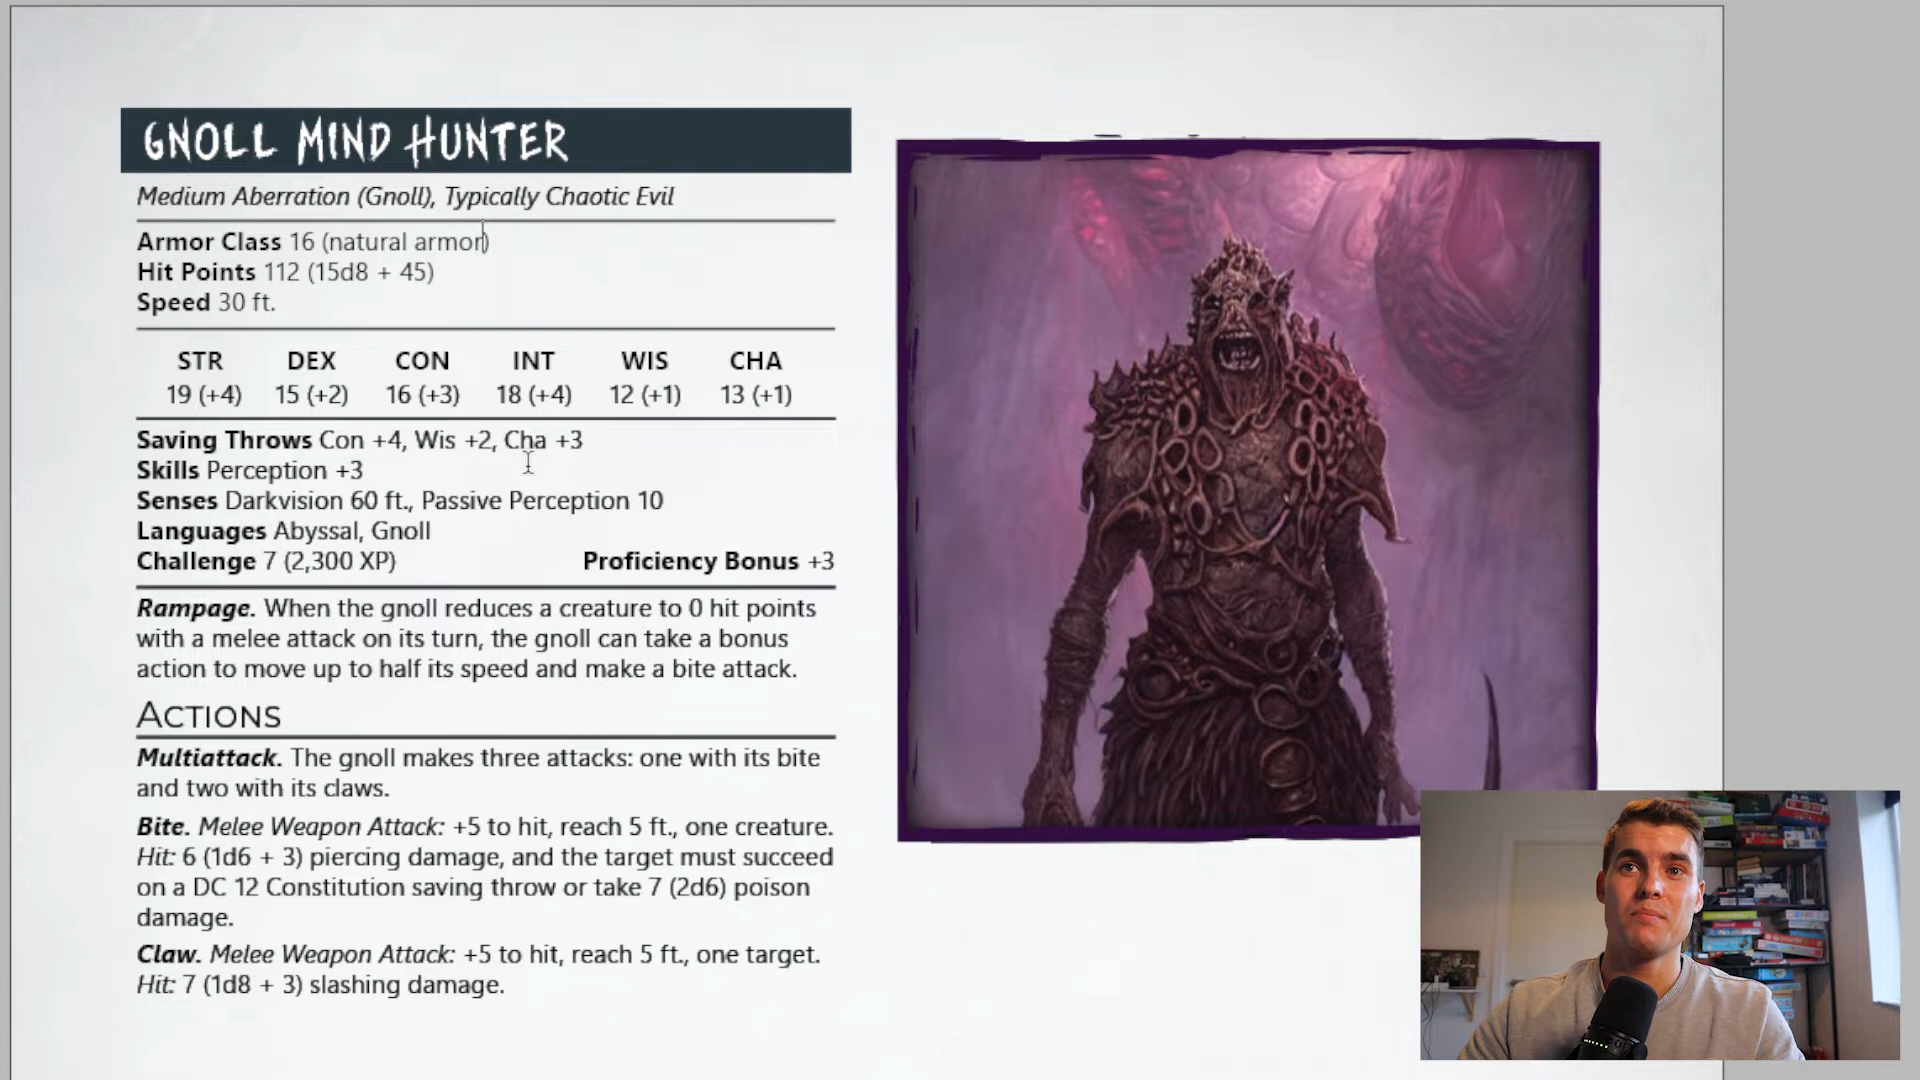 GNOLL MIND HUNTER
Medium Aberration (Gnoll), Typically Chaotic Evil
Armor Class 16 (natural armor)
Hit Points 112 (15d8 + 45)
Speed 30 ft.
STR DEX CON INT WIS CHA
19 (+4) 15 (+2) 16 (+3) 18 (+4) 12 (+1) 13 (+1)
Saving Throws Con +4, Wis +2, Cha +3
Skills Perception +3
Senses Darkvision 60 ft., Passive Perception 10
Languages Abyssal, Gnoll
Challenge 7 (2,300 XP) Proficiency Bonus +3
Rampage. When the gnoll reduces a creature to 0 hit points
with a melee attack on its turn, the gnoll can take a bonus
action to move up to half its speed and make a bite attack.
ACTIONS
Multiattack. The gnoll makes three attacks: one with its bite
and two with its claws.
Bite. Melee Weapon Attack: +5 to hit, reach 5 ft., one creature.
Hit: 6 (1d6 + 3) piercing damage, and the target must succeed
on a DC 12 Constitution saving throw or take 7 (2d6) poison
damage.
Claw. Melee Weapon Attack: +5 to hit, reach 5 ft., one target.
Hit: 7 (1d8 + 3) slashing damage.